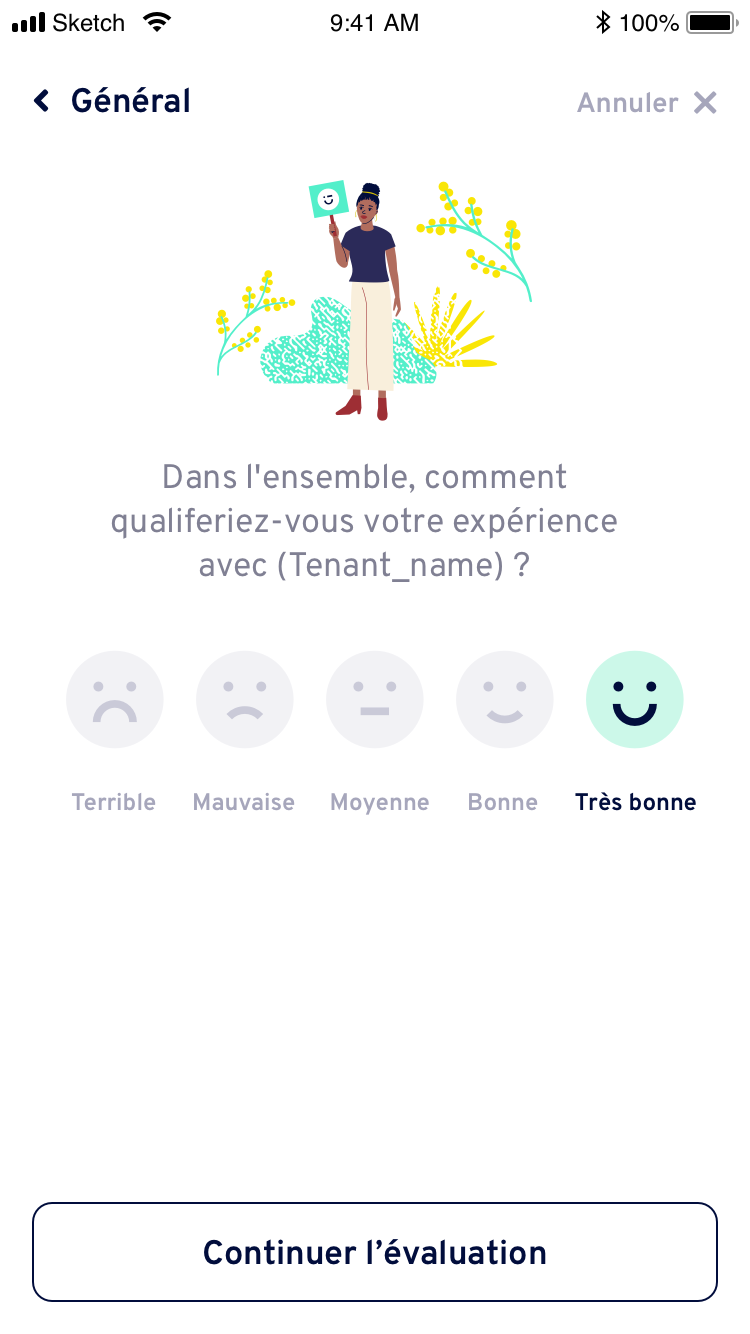 Sketch 9:41 AM 100%
Général Annuler
Dans l'ensemble, comment
qualiferiez-vous votre expérience
avec (Tenant_name) ?
Terrible Mauvaise Moyenne Bonne Très bonne
Continuer l’évaluation